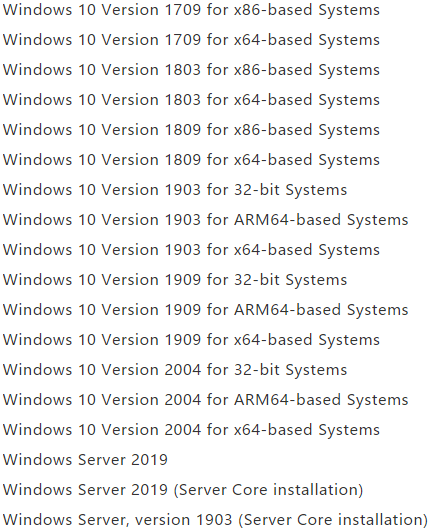 Windows 10 Version 1709 for x86-based Systems
Windows 10 Version 1709 for x64-based Systems
Windows 10 Version 1803 for x86-based Systems
Windows 10 Version 1803 for x64-based Systems
Windows 10 Version 1809 for x86-based Systems
Windows 10 Version 1809 for x64-based Systems
Windows 10 Version 1903 for 32-bit Systems
Windows 10 Version 1903 for ARM64-based Systems
Windows 10 Version 1903 for x64-based Systems
Windows 10 Version 1909 for 32-bit Systems
Windows 10 Version 1909 for ARM64-based Systems
Windows 10 Version 1909 for x64-based Systems
Windows 10 Version 2004 for 32-bit Systems
Windows 10 Version 2004 for ARM64-based Systems
Windows 10 Version 2004 for x64-based Systems
Windows Server 2019
Windows Server 2019 (Server Core installation)
Windows Server, version 1903 (Server Core installation)